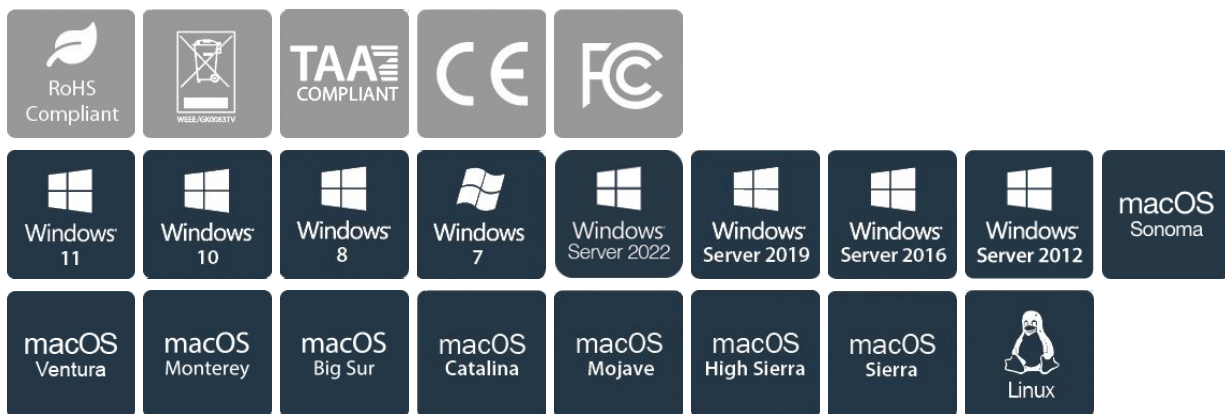 RoHS
Compliant
WEEE/GK0063TV
TAA
COMPLIANT
CE
FC
Windows
11
Windows
10
Windows
8
Windows
7
Windows
Server 2022
Windows
Server 2019
Windows
Server 2016
Windows
Server 2012
macOS
Sonoma
macOS
Ventura
macOS
Monterey
macOS
Big Sur
macOS
Catalina
macOS
Mojave
macOS
High Sierra
macOS
Sierra
Linux